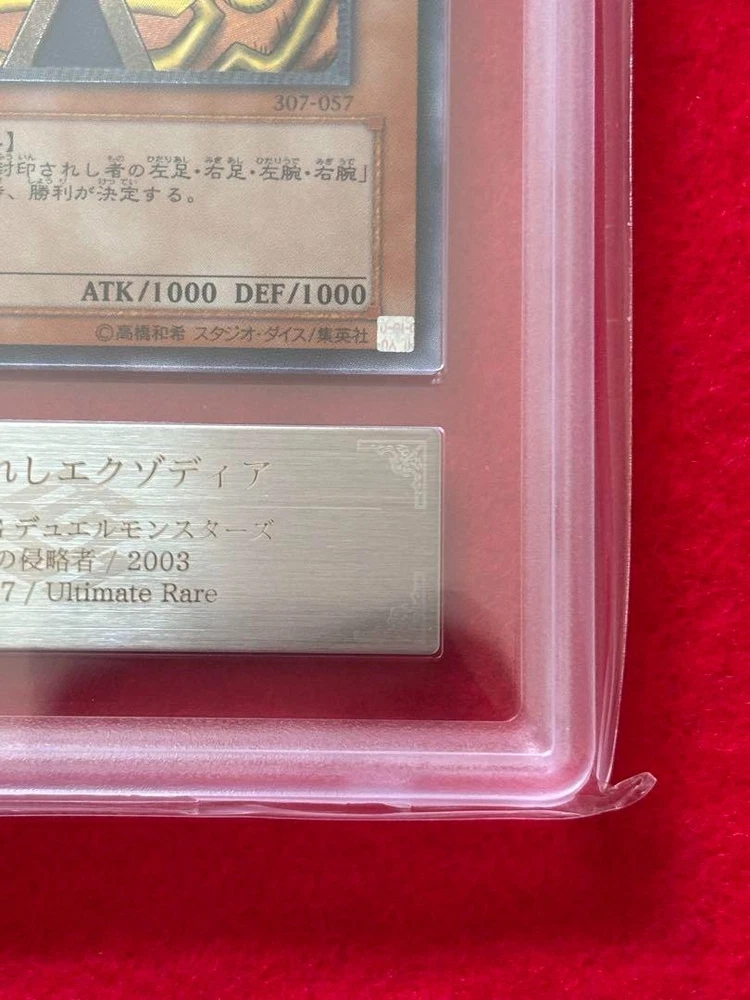 307-057
】
封印されし者の左足・右足・左腕・右腕」
、勝利が決定する。
ATK/1000 DEF/1000
©高橋和希 スタジオ・ダイス/集英社
れしエクゾディア
デュエルモンスターズ
の侵略者 / 2003
7 / Ultimate Rare